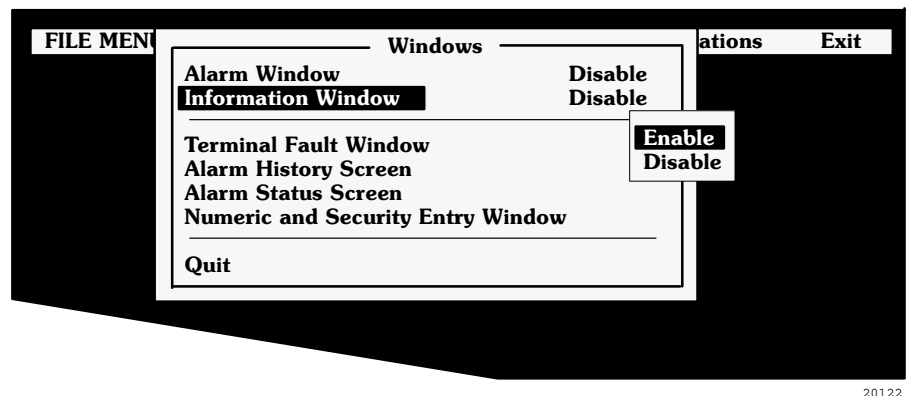 FILE MENU Windows ations Exit
Alarm Window Disable
Information Window Disable
Terminal Fault Window Enable
Alarm History Screen Disable
Alarm Status Screen
Numeric and Security Entry Window
Quit
20122